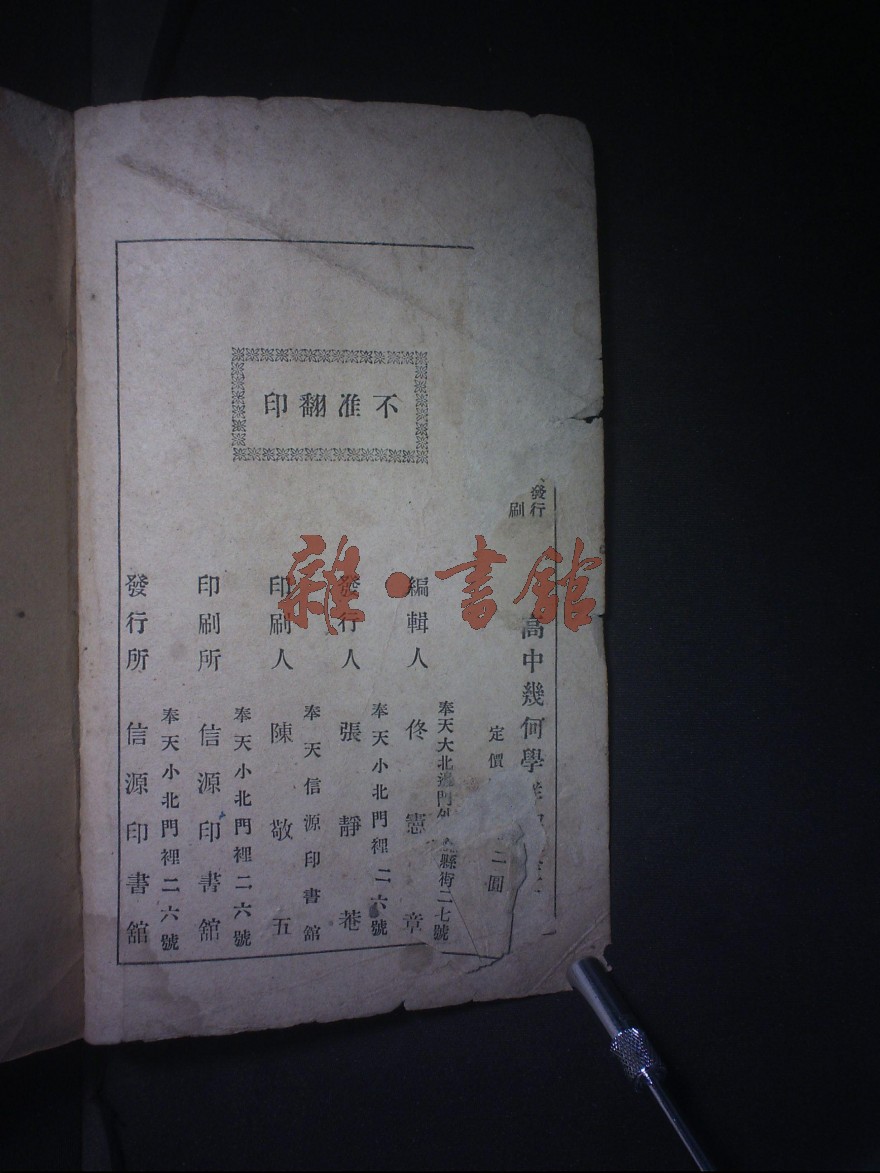 不准翻印
發行
刷
高中幾何學
定價 二圓
奉天大北邊門外 縣街二七號
編輯人 佟憲章
奉天小北門裡二六號
發行人 張靜菴
奉天信源印書館
印刷人 陳敬五
奉天小北門裡二六號
印刷所 信源印書館
奉天小北門裡二六號
發行所 信源印書館
雜·書館